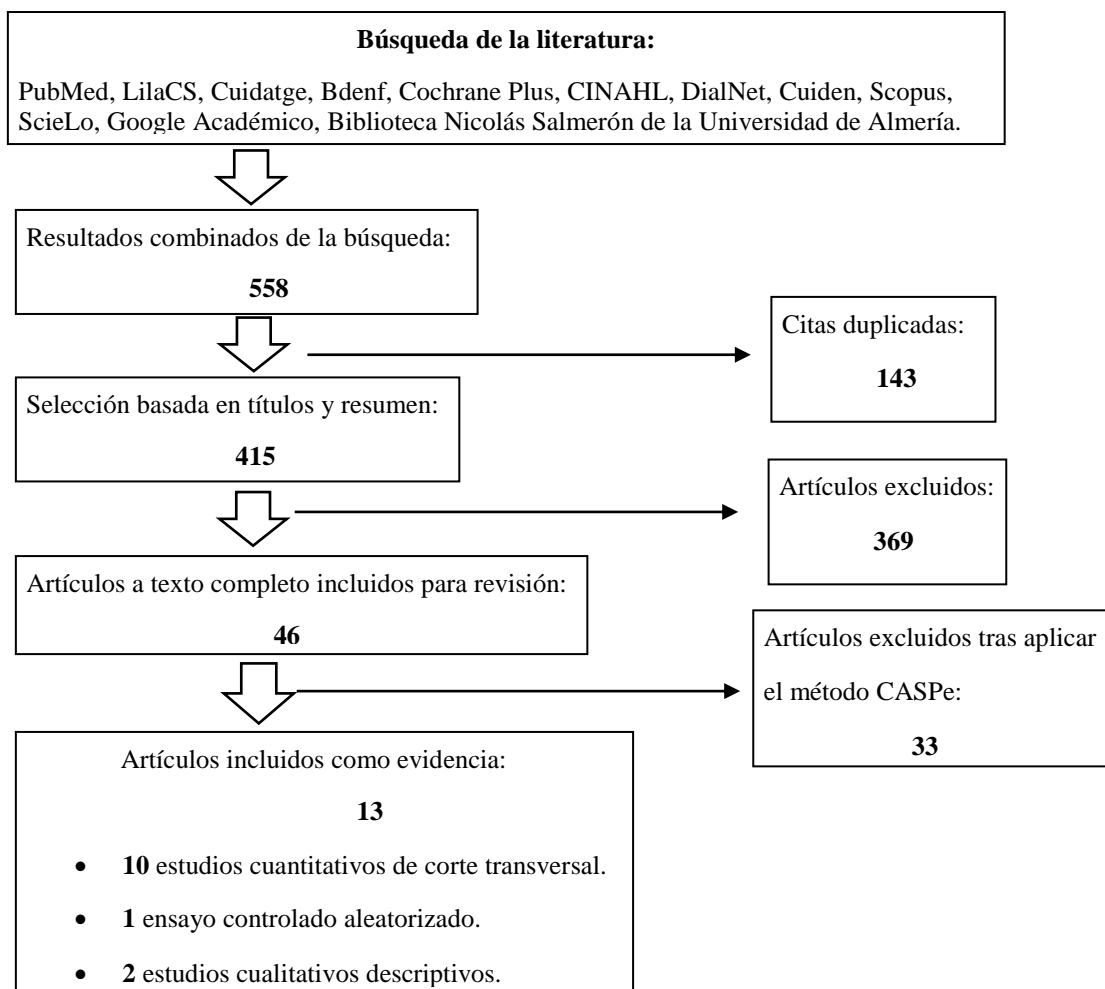 Búsqueda de la literatura:
PubMed, LilaCS, Cuidatge, Bdenf, Cochrane Plus, CINAHL, DialNet, Cuiden, Scopus,
ScieLo, Google Académico, Biblioteca Nicolás Salmerón de la Universidad de Almería.
Resultados combinados de la búsqueda:
558
Citas duplicadas:
143
Selección basada en títulos y resumen:
415
Artículos excluidos:
369
Artículos a texto completo incluidos para revisión:
46
Artículos excluidos tras aplicar
el método CASPe:
33
Artículos incluidos como evidencia:
13
• 10 estudios cuantitativos de corte transversal.
• 1 ensayo controlado aleatorizado.
• 2 estudios cualitativos descriptivos.